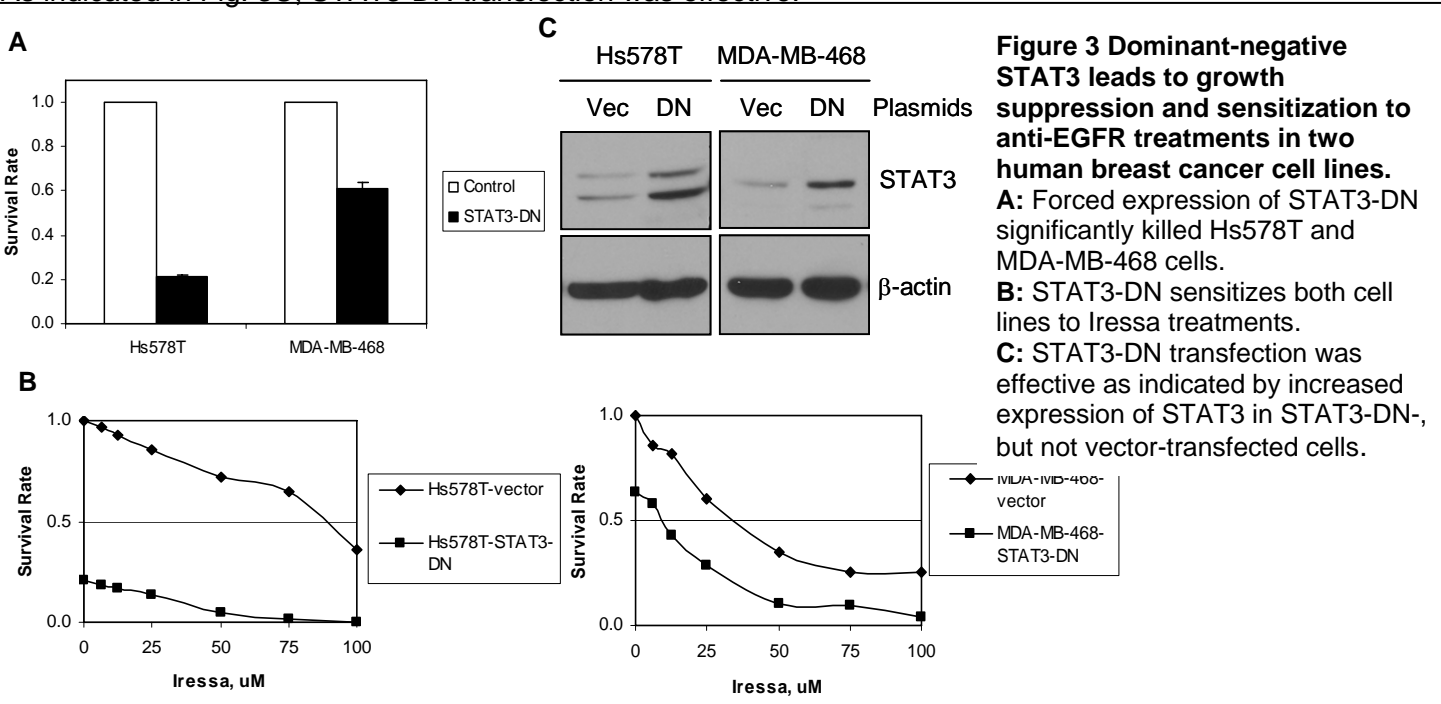 A
1.0
0.8
0.6
0.4
0.2
0.0
Survival Rate
Hs578T
MDA-MB-468
Control
STAT3-DN
C
Hs578T MDA-MB-468
Vec DN Vec DN Plasmids
STAT3
β-actin
Figure 3 Dominant-negative
STAT3 leads to growth
suppression and sensitization to
anti-EGFR treatments in two
human breast cancer cell lines.
A: Forced expression of STAT3-DN
significantly killed Hs578T and
MDA-MB-468 cells.
B: STAT3-DN sensitizes both cell
lines to Iressa treatments.
C: STAT3-DN transfection was
effective as indicated by increased
expression of STAT3 in STAT3-DN-,
but not vector-transfected cells.
B
1.0
0.5
0.0
Survival Rate
0 25 50 75 100
Iressa, uM
Hs578T-vector
Hs578T-STAT3-
DN
1.0
0.5
0.0
Survival Rate
0 25 50 75 100
Iressa, uM
MDA-MB-468-
vector
MDA-MB-468-
STAT3-DN